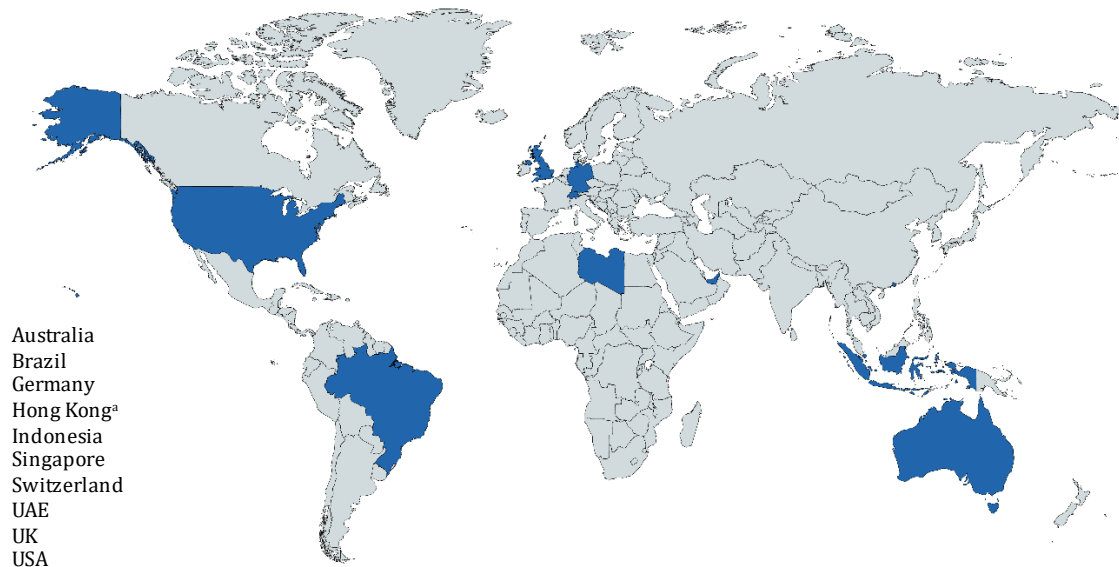 Australia
Brazil
Germany
Hong Kongᵃ
Indonesia
Singapore
Switzerland
UAE
UK
USA